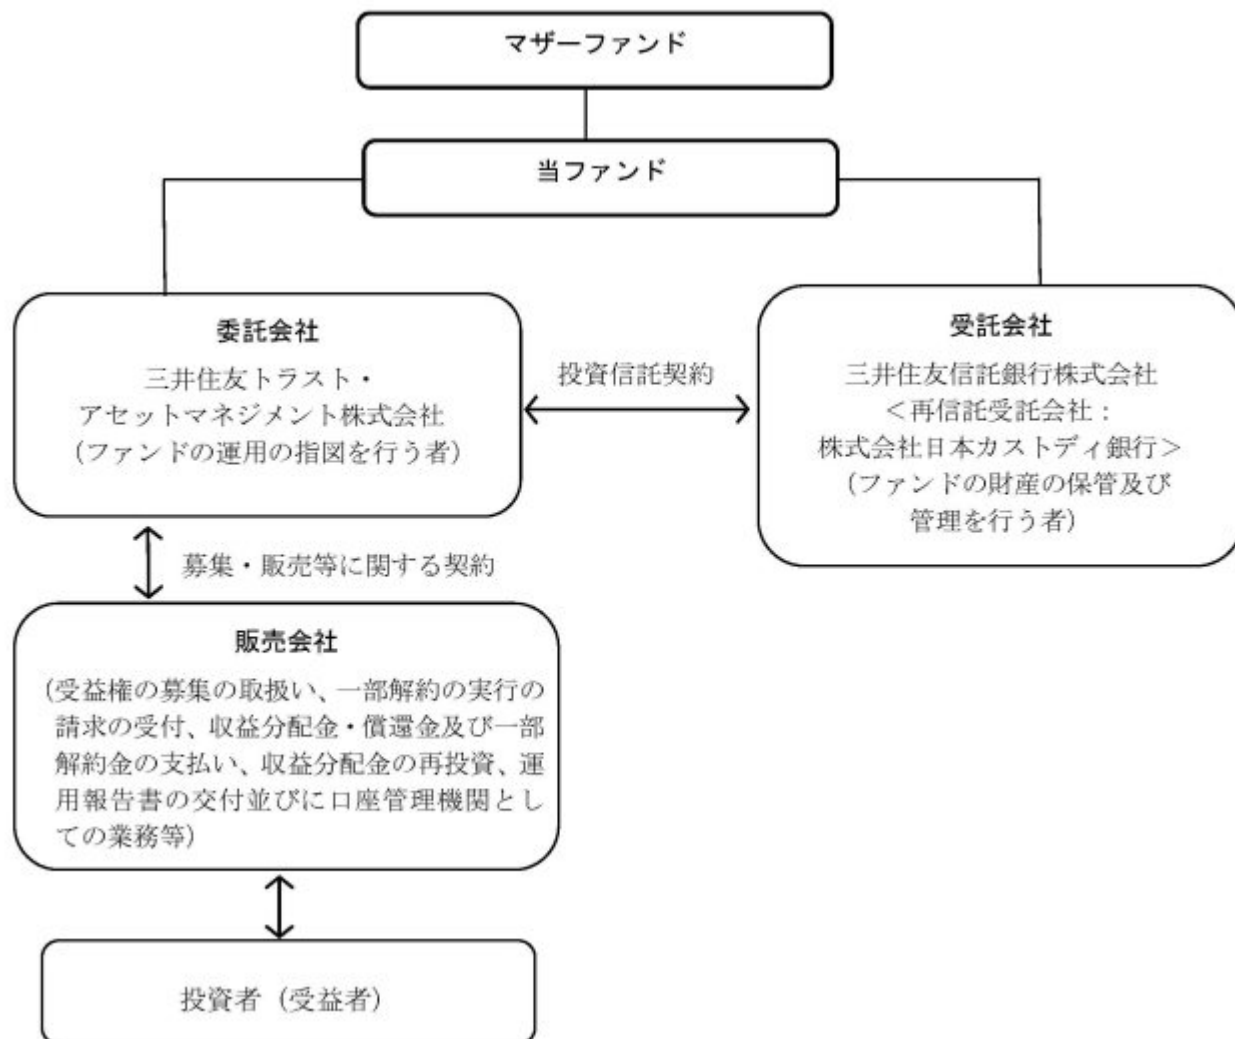 マザーファンド
当ファンド
委託会社
三井住友トラスト・
アセットマネジメント株式会社
（ファンドの運用の指図を行う者）
投資信託契約
受託会社
三井住友信託銀行株式会社
＜再信託受託会社：
株式会社日本カストディ銀行＞
（ファンドの財産の保管及び
管理を行う者）
募集・販売等に関する契約
販売会社
（受益権の募集の取扱い、一部解約の実行の
請求の受付、収益分配金・償還金及び一部
解約金の支払い、収益分配金の再投資、運
用報告書の交付並びに口座管理機関とし
ての業務等）
投資者（受益者）